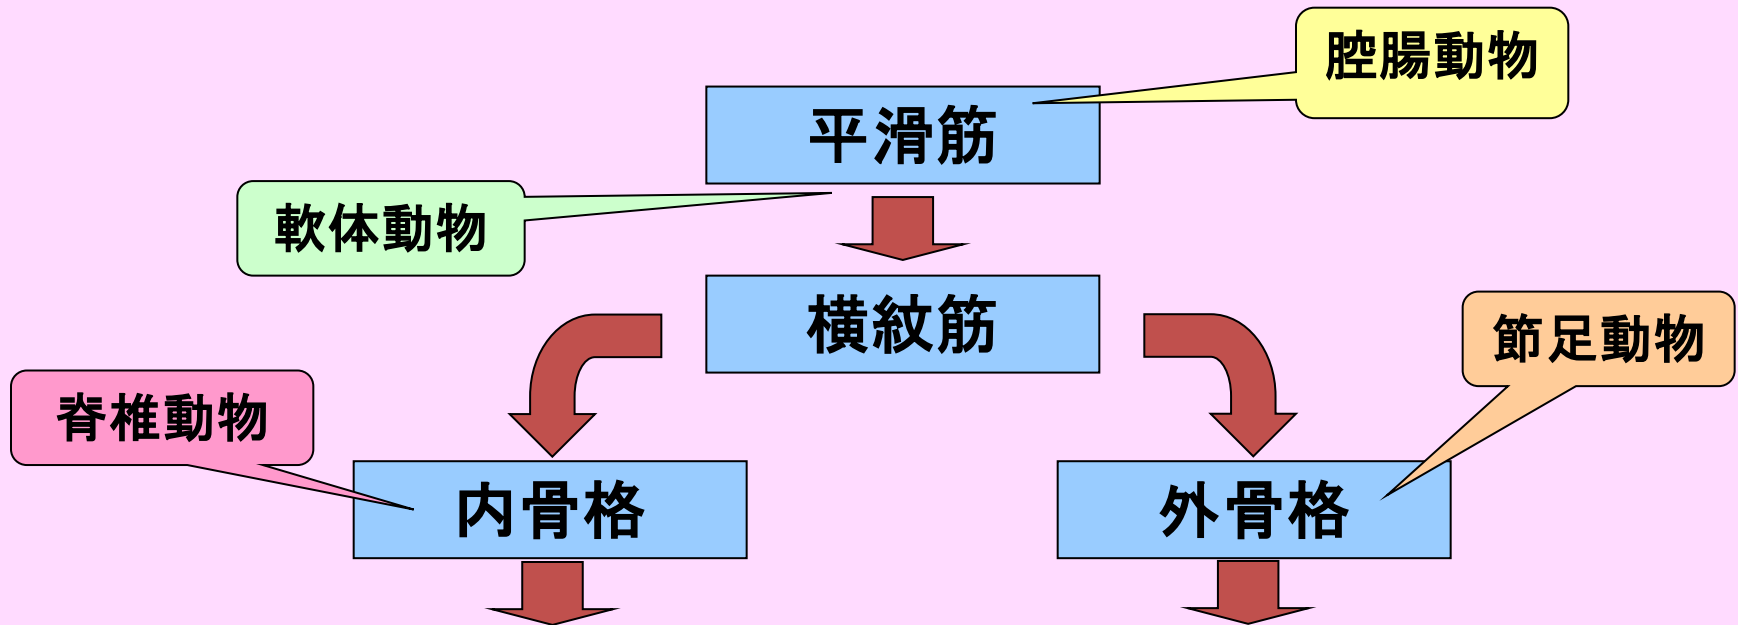 腔腸動物
平滑筋
軟体動物
横紋筋
節足動物
脊椎動物
内骨格
外骨格